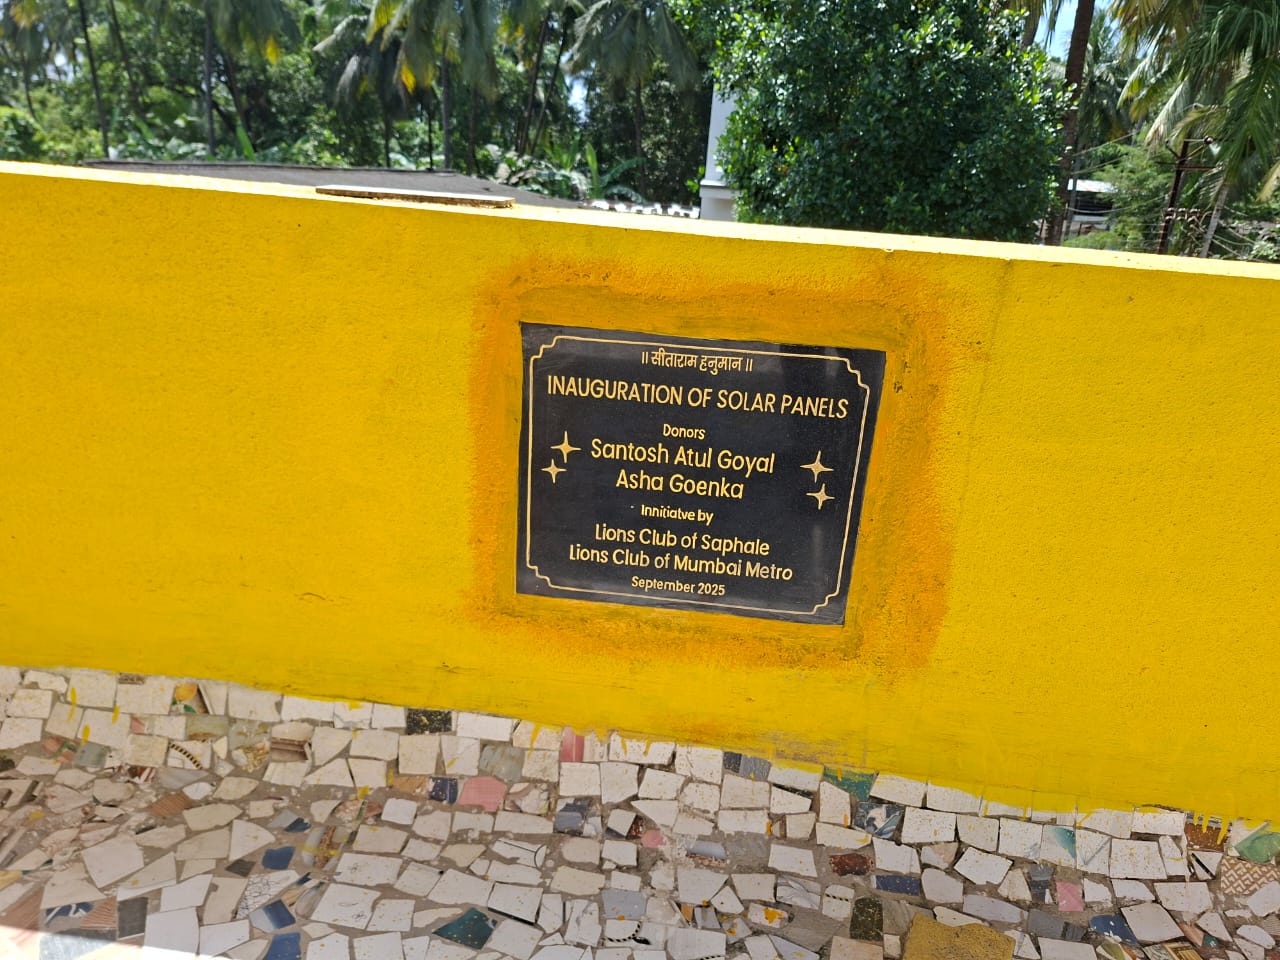 ॥ सीताराम हनुमान ॥
INAUGURATION OF SOLAR PANELS
Donors
Santosh Atul Goyal
Asha Goenka
Innitiatve by
Lions Club of Saphale
Lions Club of Mumbai Metro
September 2025